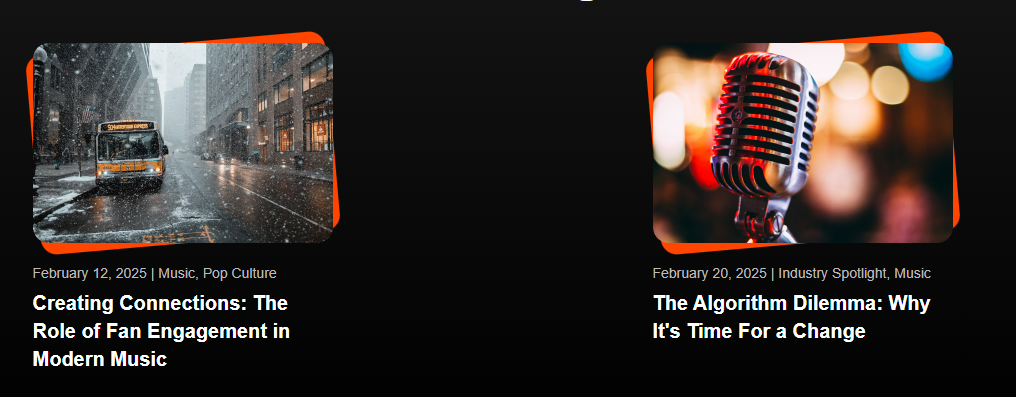 February 12, 2025 | Music, Pop Culture
Creating Connections: The
Role of Fan Engagement in
Modern Music
February 20, 2025 | Industry Spotlight, Music
The Algorithm Dilemma: Why
It's Time For a Change